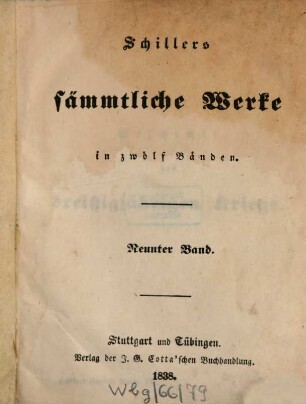 Schillers
sämmtliche Werke
in zwölf Bänden.
Neunter Band.
Stuttgart und Tübingen.
Verlag der J. G. Cotta'schen Buchhandlung.
1838.
Wbg/66/79